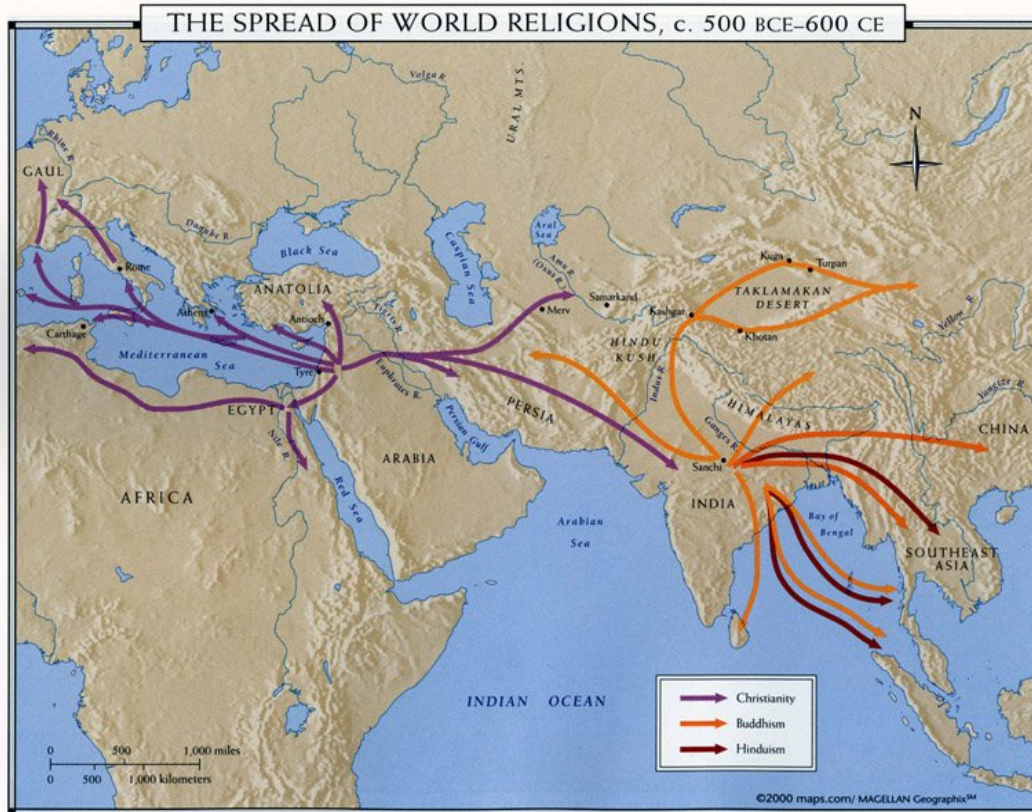 THE SPREAD OF WORLD RELIGIONS, c. 500 BCE–600 CE
Volga R.
URAL MTS.
N
Rhine R.
GAUL
Danube R.
Aral
Sea
Black Sea
Caspian Sea
Rome
Amu R.
(Oxus R.)
Kuga
Turpan
ANATOLIA
TAKLAMAKAN
DESERT
Samarkand
Merv
Kashgar
Athens
Antioch
Tigris R.
Khotan
Yellow R.
Carthage
HINDU
KUSH
Mediterranean
Sea
Tyre
Euphrates R.
Indus R.
Yangtze R.
PERSIA
HIMALAYAS
EGYPT
Persian Gulf
Ganges R.
CHINA
Nile R.
ARABIA
Sanchi
AFRICA
Red Sea
INDIA
Arabian
Sea
Bay of
Bengal
SOUTHEAST
ASIA
INDIAN OCEAN
Christianity
Buddhism
Hinduism
0 500 1,000 miles
0 500 1,000 kilometers
©2000 maps.com/ MAGELLAN Geographix℠